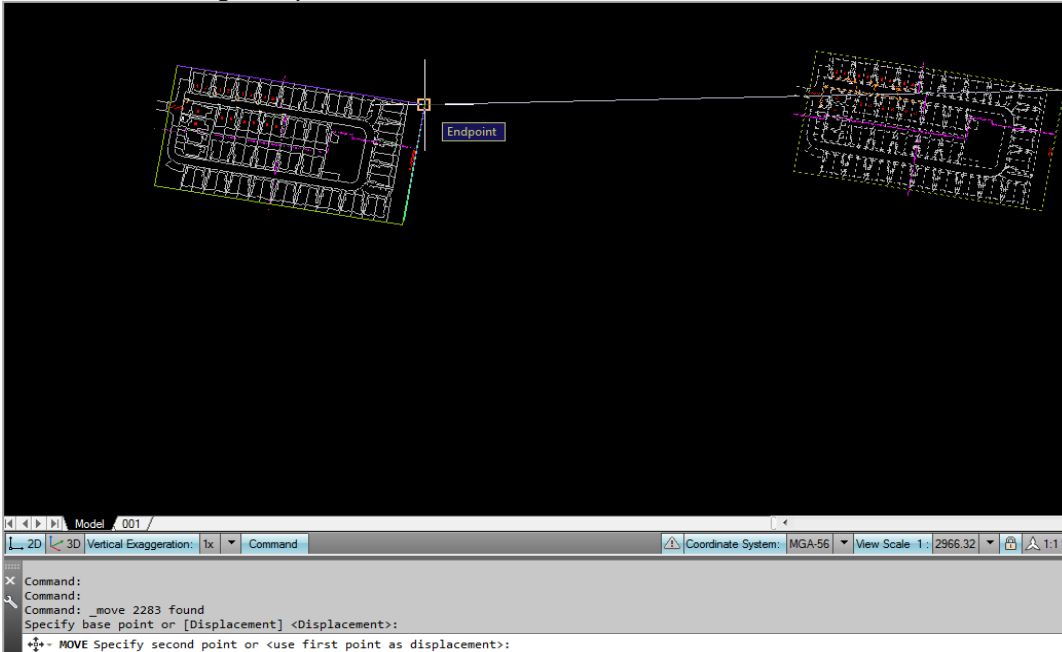 Endpoint
Model 001
2D 3D Vertical Exaggeration: 1x Command Coordinate System: MGA-56 View Scale 1: 2966.32 1:1
Command:
Command:
Command: _move 2283 found
Specify base point or [Displacement] <Displacement>:
MOVE Specify second point or <use first point as displacement>: